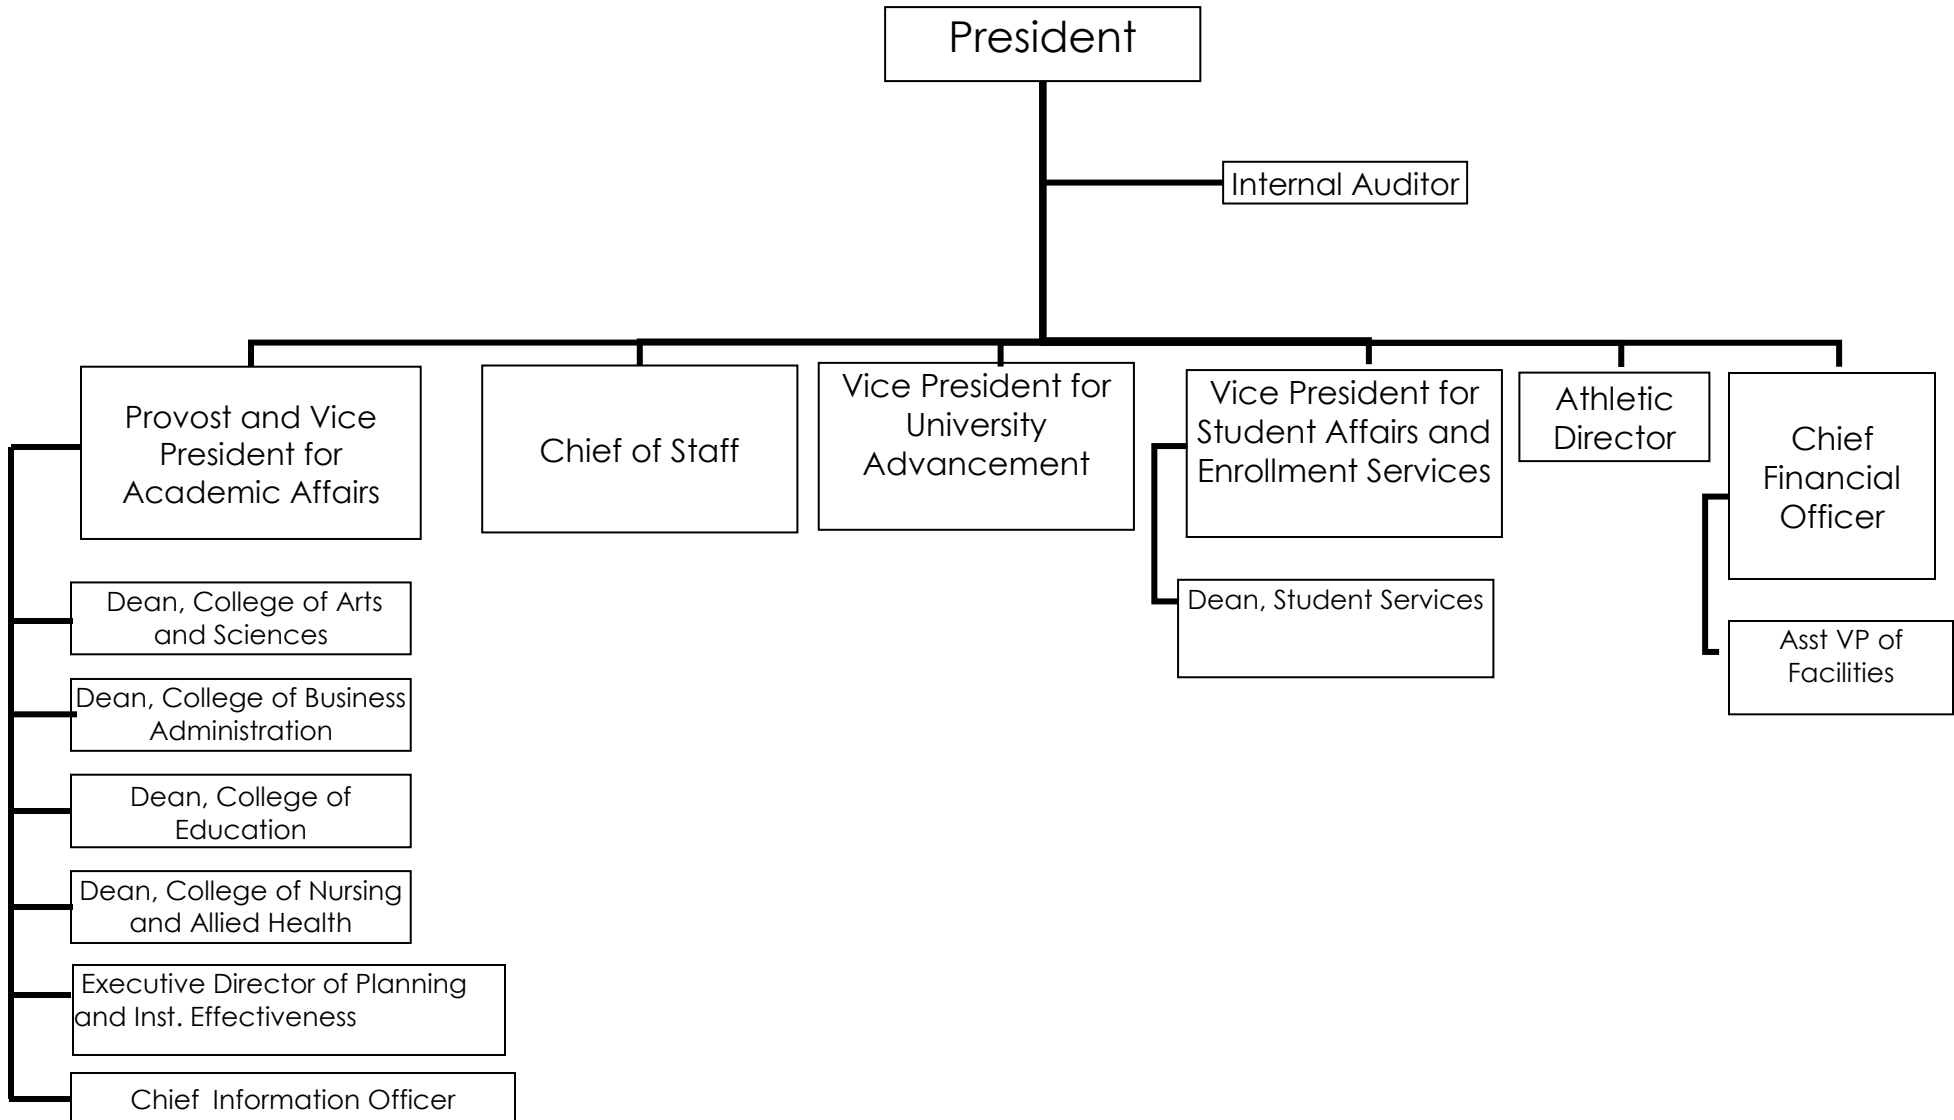 President
Internal Auditor
Provost and Vice
President for
Academic Affairs
Chief of Staff
Vice President for
University
Advancement
Vice President for
Student Affairs and
Enrollment Services
Athletic
Director
Chief
Financial
Officer
Dean, College of Arts
and Sciences
Dean, College of Business
Administration
Dean, College of
Education
Dean, College of Nursing
and Allied Health
Executive Director of Planning
and Inst. Effectiveness
Chief Information Officer
Dean, Student Services
Asst VP of
Facilities